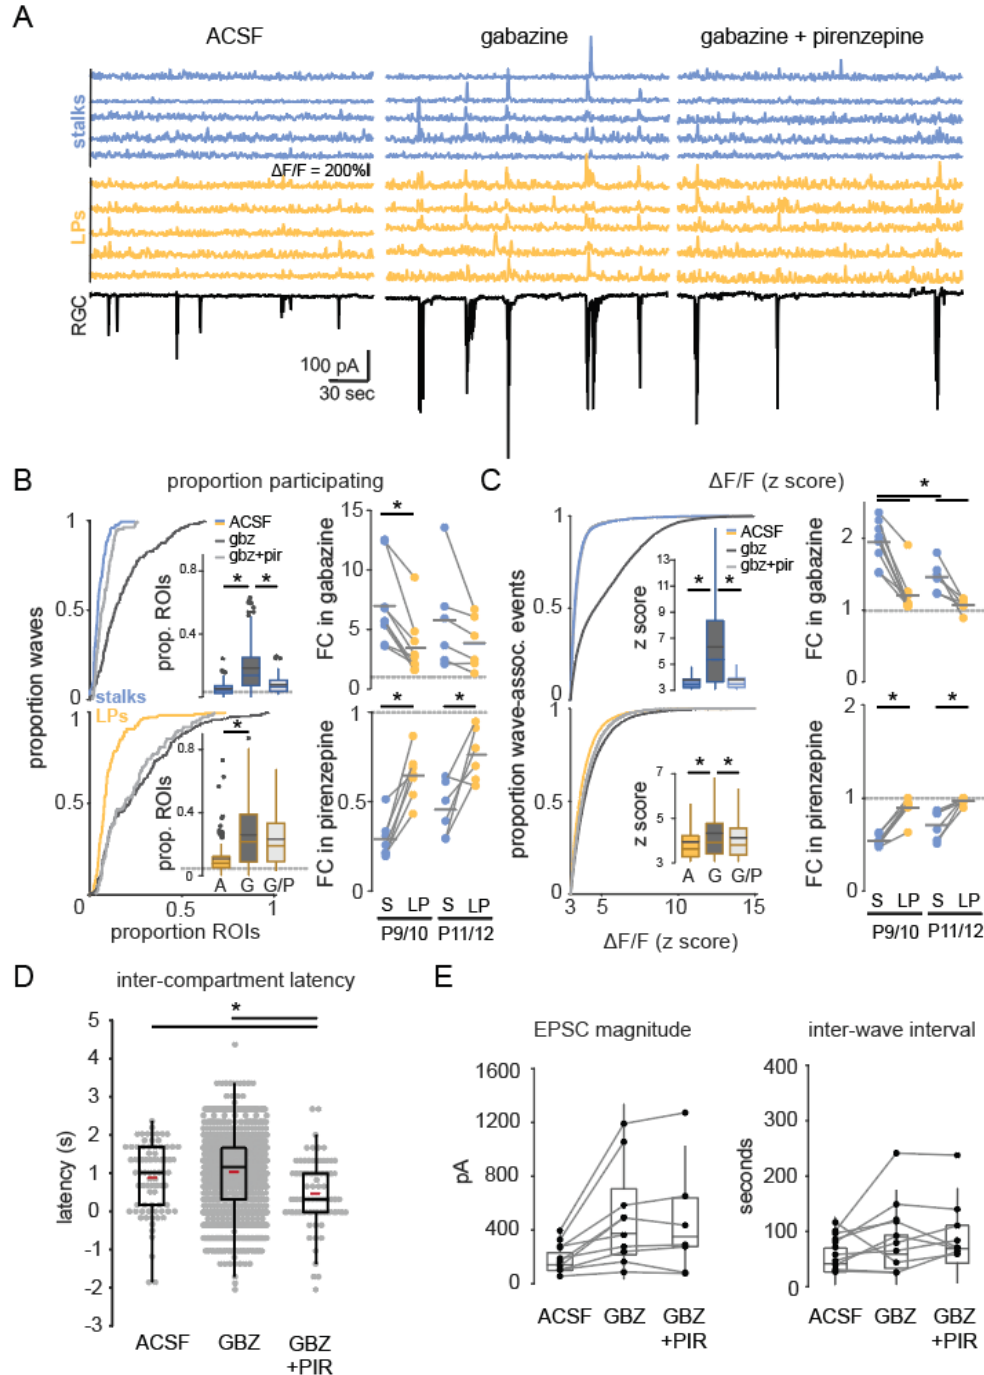 A
ACSF
gabazine
gabazine + pirenzepine
stalks
ΔF/F = 200%
LPs
RGC
100 pA
30 sec
B
proportion participating
proportion waves
1
0.5
0
ACSF
gbz
gbz+pir
prop. ROIs
0.8
0.4
0
* *
stalks
LPs
1
0.5
0
prop. ROIs
0.8
0.4
0
*
A G G/P
0 0.5 1
proportion ROIs
FC in gabazine
15
10
5
1
0
*
FC in pirenzepine
1
0.5
0
* *
S LP S LP
P9/10 P11/12
C
ΔF/F (z score)
proportion wave-assoc. events
1
0.5
0
ACSF
gbz
gbz+pir
z score
13
11
9
7
5
3
* *
1
0.5
0
z score
7
5
3
* *
A G G/P
3 5 10 15
ΔF/F (z score)
FC in gabazine
2
1
0
*
FC in pirenzepine
2
1
0
* *
S LP S LP
P9/10 P11/12
D
inter-compartment latency
latency (s)
5
4
3
2
1
0
-1
-2
-3
*
ACSF GBZ GBZ
+PIR
E
EPSC magnitude
pA
1600
1200
800
400
0
ACSF GBZ GBZ
+PIR
inter-wave interval
seconds
400
300
200
100
0
ACSF GBZ GBZ
+PIR